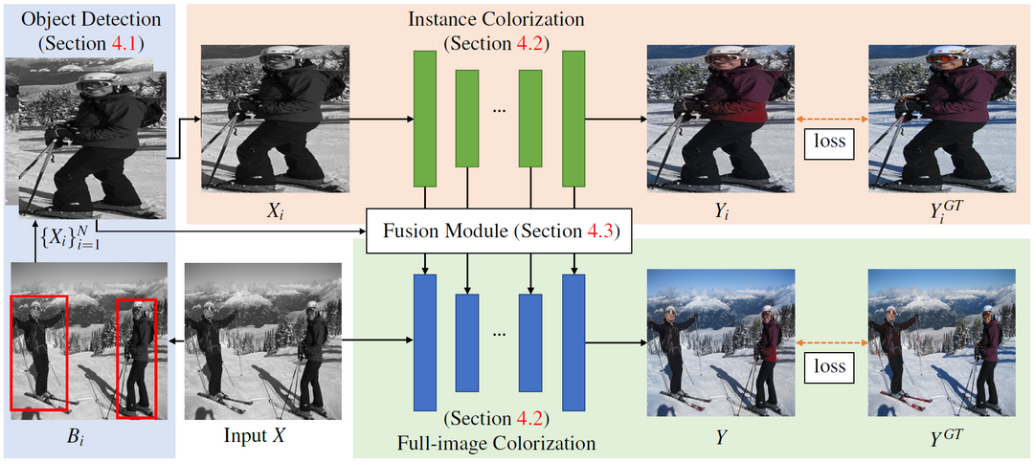 Object Detection
(Section 4.1)
Instance Colorization
(Section 4.2)
...
loss
X_i
Y_i
Y_i^{GT}
{X_i}_{i=1}^N
Fusion Module (Section 4.3)
...
loss
B_i
Input X
(Section 4.2)
Full-image Colorization
Y
Y^{GT}